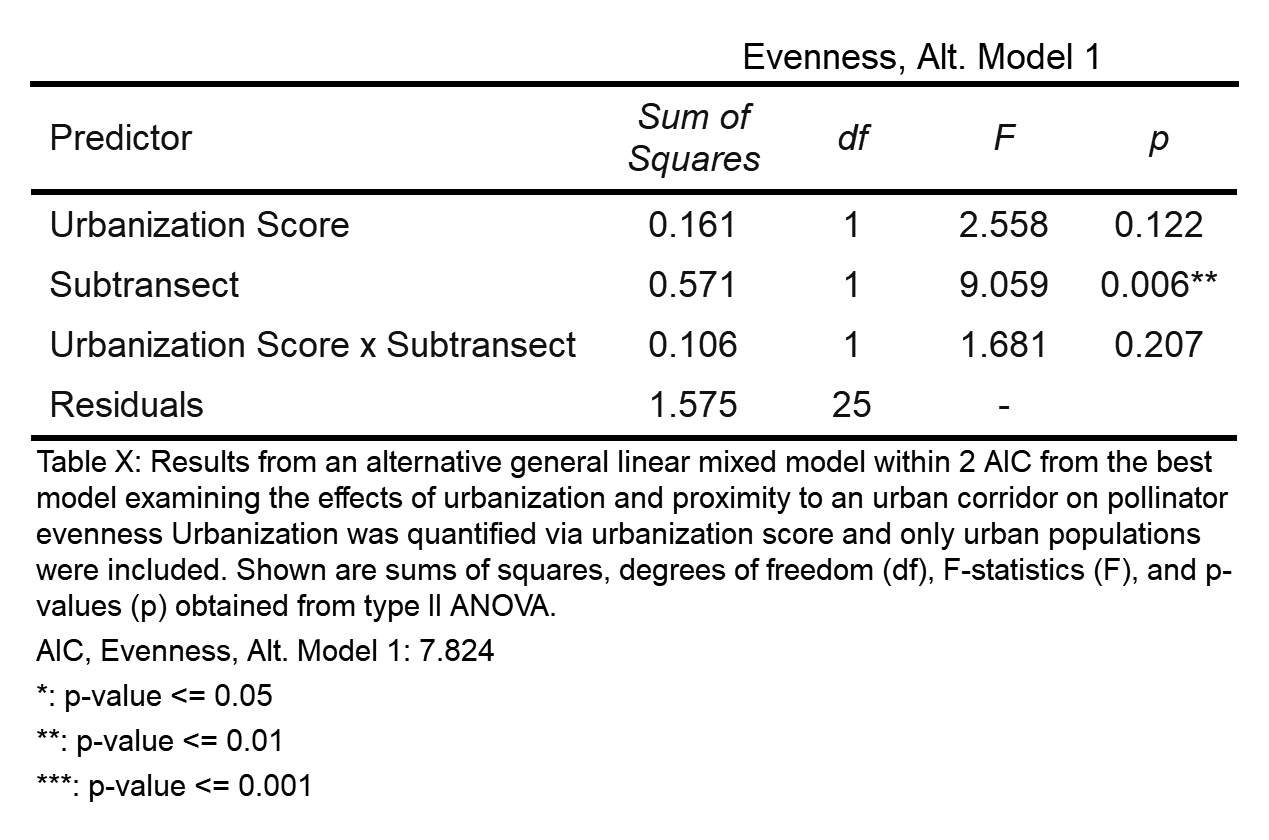 Evenness, Alt. Model 1
Predictor Sum of Squares df F p
Urbanization Score 0.161 1 2.558 0.122
Subtransect 0.571 1 9.059 0.006**
Urbanization Score x Subtransect 0.106 1 1.681 0.207
Residuals 1.575 25 -
Table X: Results from an alternative general linear mixed model within 2 AIC from the best
model examining the effects of urbanization and proximity to an urban corridor on pollinator
evenness Urbanization was quantified via urbanization score and only urban populations
were included. Shown are sums of squares, degrees of freedom (df), F-statistics (F), and p-
values (p) obtained from type II ANOVA.
AIC, Evenness, Alt. Model 1: 7.824
*: p-value <= 0.05
**: p-value <= 0.01
***: p-value <= 0.001